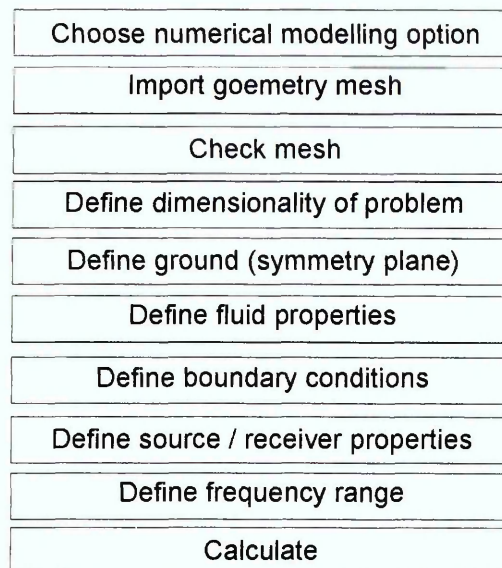 Choose numerical modelling option
Import goemetry mesh
Check mesh
Define dimensionality of problem
Define ground (symmetry plane)
Define fluid properties
Define boundary conditions
Define source / receiver properties
Define frequency range
Calculate